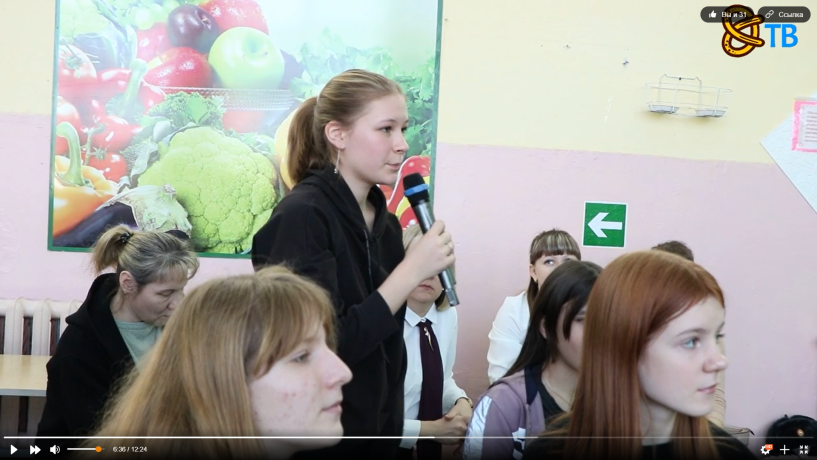 Вы и 31
Ссылка
ТВ
6:36 / 12:24